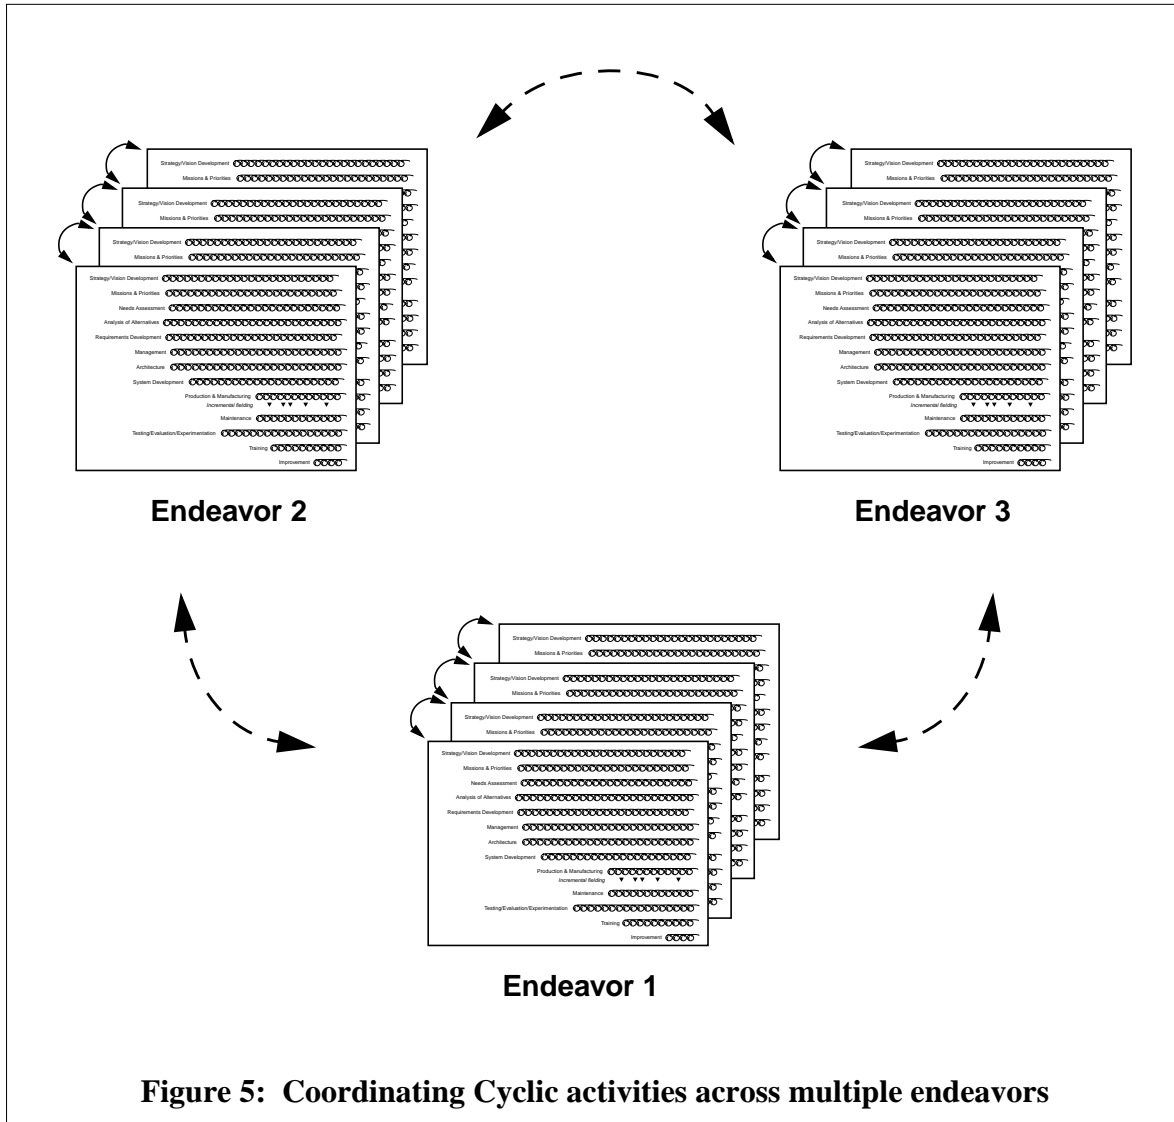 Strategy/Vision Development
Missions & Priorities
Strategy/Vision Development
Missions & Priorities
Strategy/Vision Development
Missions & Priorities
Strategy/Vision Development
Missions & Priorities
Needs Assessment
Analysis of Alternatives
Requirements Development
Management
Architecture
System Development
Production & Manufacturing
Incremental fielding
Maintenance
Testing/Evaluation/Experimentation
Training
Improvement
Endeavor 2
Strategy/Vision Development
Missions & Priorities
Strategy/Vision Development
Missions & Priorities
Strategy/Vision Development
Missions & Priorities
Strategy/Vision Development
Missions & Priorities
Needs Assessment
Analysis of Alternatives
Requirements Development
Management
Architecture
System Development
Production & Manufacturing
Incremental fielding
Maintenance
Testing/Evaluation/Experimentation
Training
Improvement
Endeavor 3
Strategy/Vision Development
Missions & Priorities
Strategy/Vision Development
Missions & Priorities
Strategy/Vision Development
Missions & Priorities
Strategy/Vision Development
Missions & Priorities
Needs Assessment
Analysis of Alternatives
Requirements Development
Management
Architecture
System Development
Production & Manufacturing
Incremental fielding
Maintenance
Testing/Evaluation/Experimentation
Training
Improvement
Endeavor 1
Figure 5: Coordinating Cyclic activities across multiple endeavors